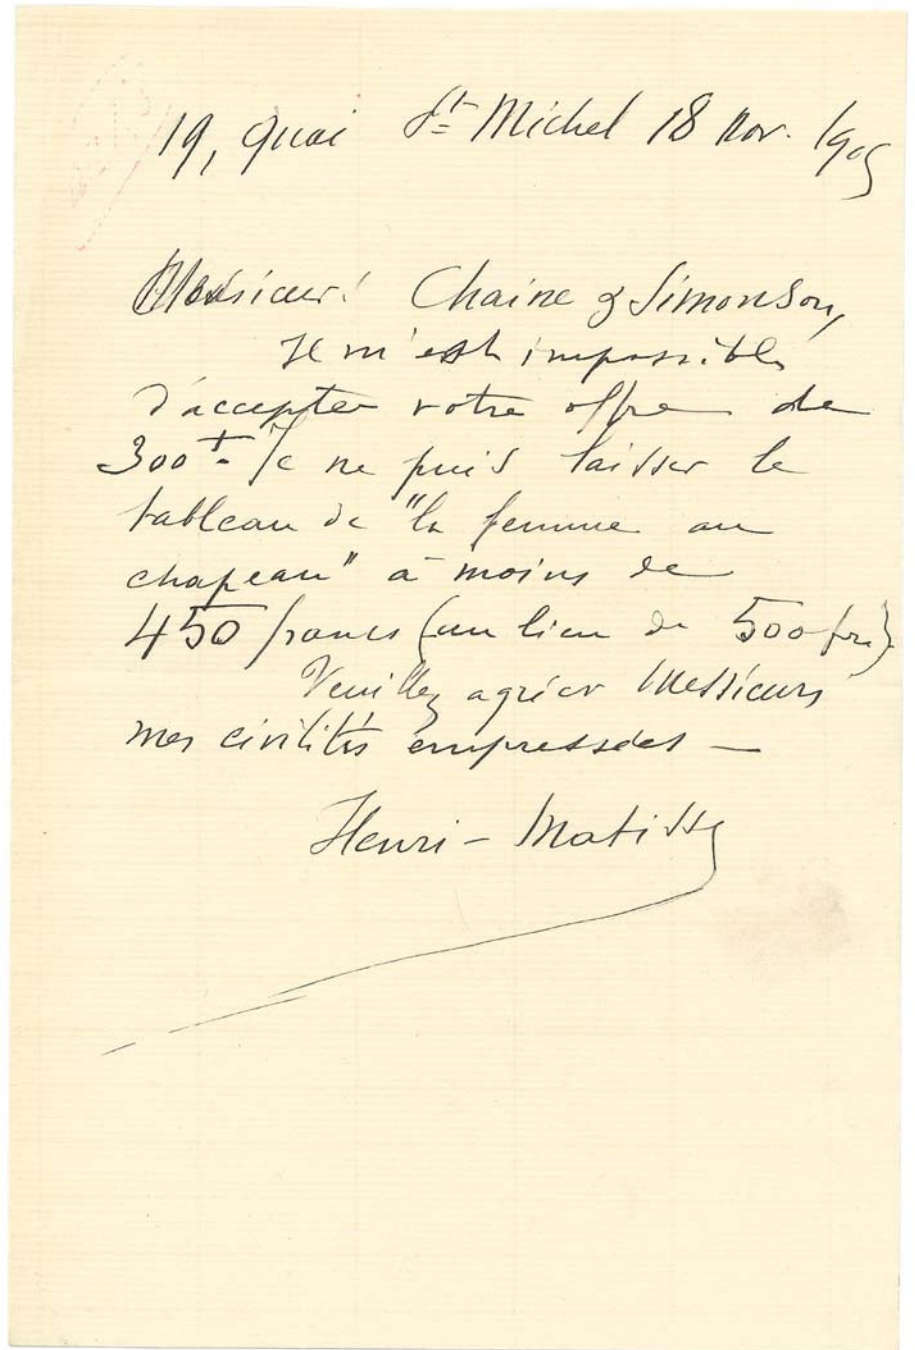 19, Quai St Michel 18 Nov. 1905
Messieurs Chaine & Simonson,
Il m'est impossible
d'accepter votre offre de
300f. Je ne puis laisser le
tableau de "la femme au
chapeau" à moins de
450 francs (au lieu de 500 frs)
Veuillez agréer Messieurs
mes civilités empressées —
Henri-Matisse